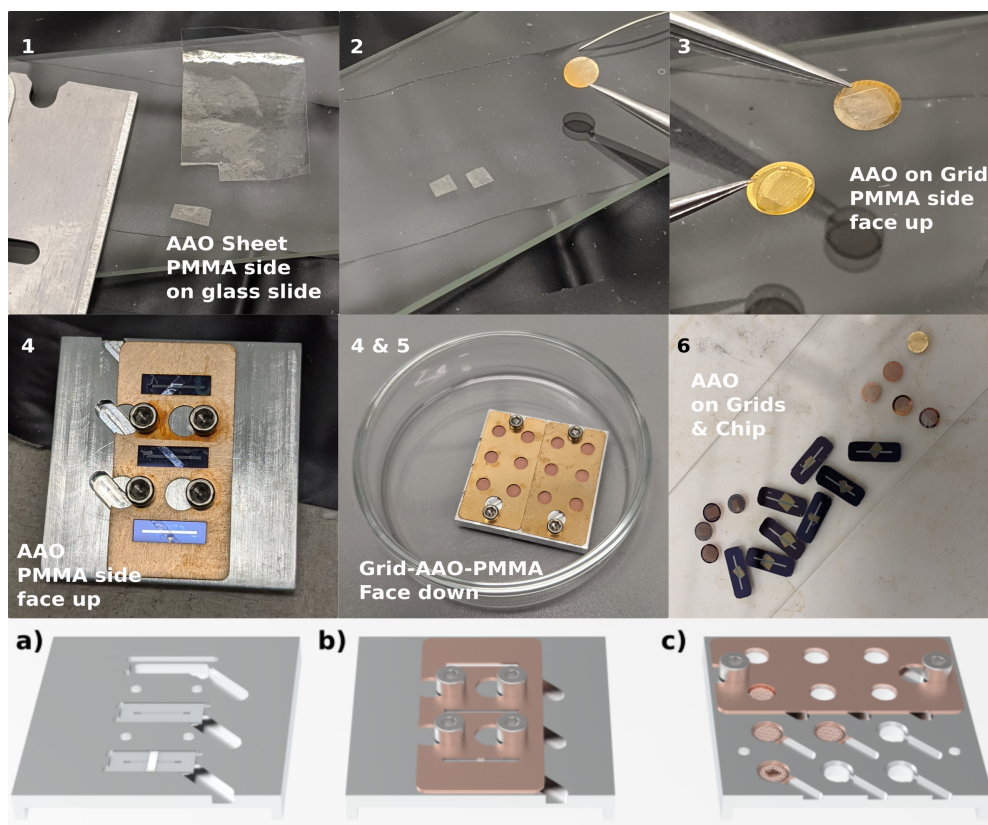 1
AAO Sheet
PMMA side
on glass slide
2
3
AAO on Grid
PMMA side
face up
4
AAO
PMMA side
face up
4 & 5
Grid-AAO-PMMA
Face down
6
AAO
on Grids
& Chip
a)
b)
c)